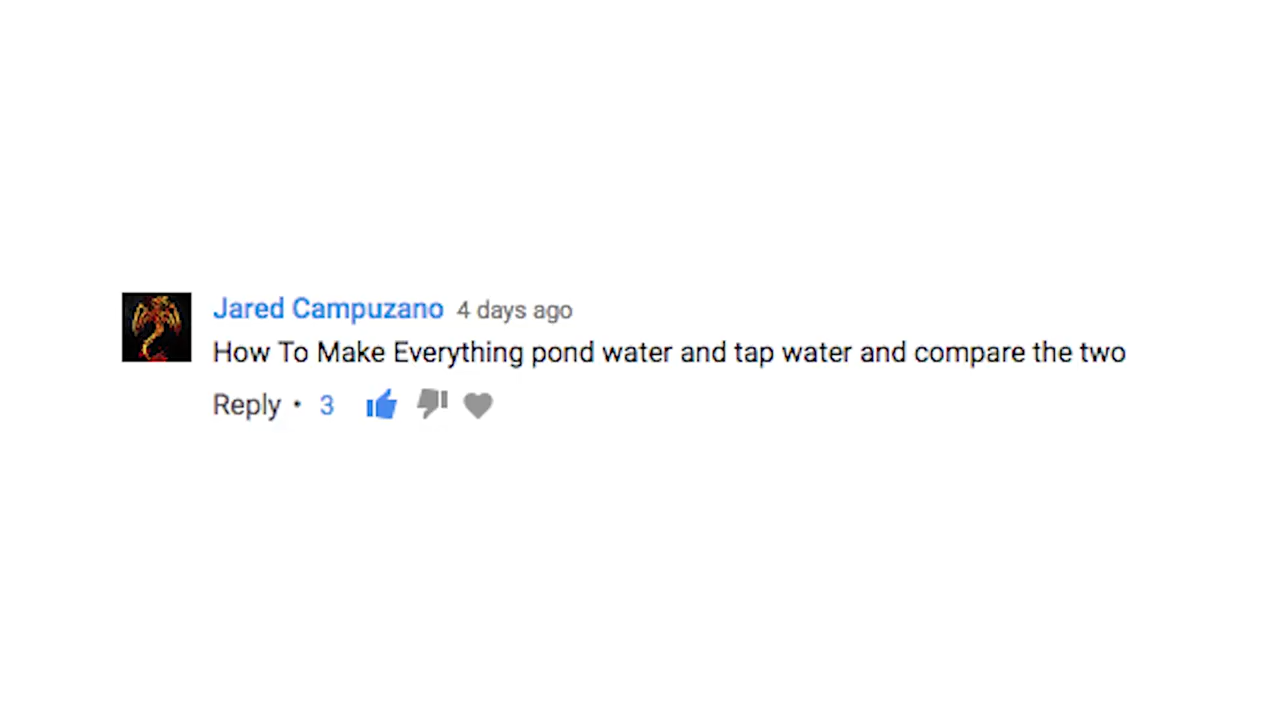 Jared Campuzano 4 days ago
How To Make Everything pond water and tap water and compare the two
Reply • 3